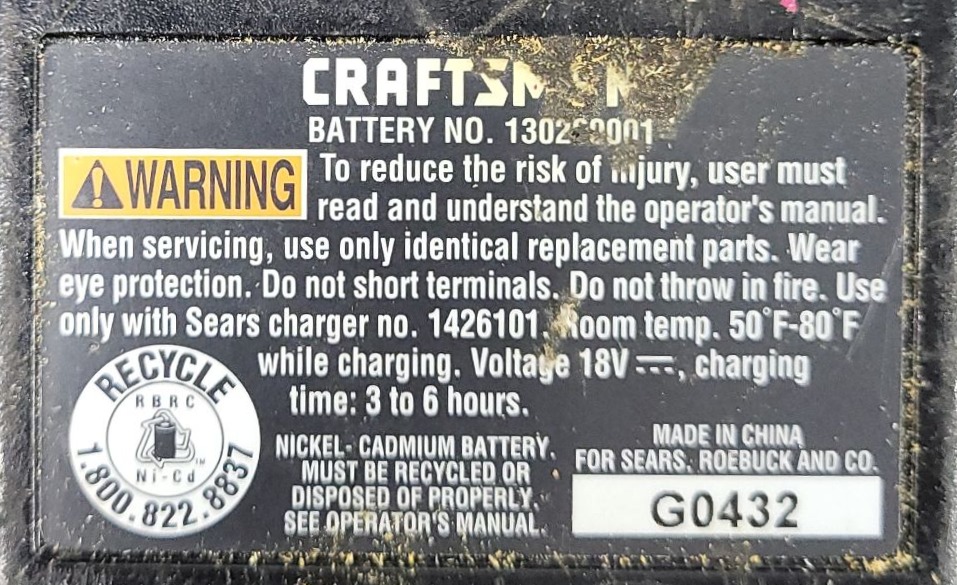 CRAFTSMAN
BATTERY NO.
WARNING
To reduce the risk of injury, user must
read and understand the operator's manual.
When servicing, use only identical replacement parts. Wear
eye protection. Do not short terminals. Do not throw in fire. Use
only with Sears charger no. 1426101. Room temp. 50°F-80°F
while charging. Voltage 18V ⎓, charging
time: 3 to 6 hours.
RECYCLE
RBRC
Ni-Cd
TM
1.800.822.8837
NICKEL-CADMIUM BATTERY.
MUST BE RECYCLED OR
DISPOSED OF PROPERLY.
SEE OPERATOR'S MANUAL.
MADE IN CHINA
FOR SEARS, ROEBUCK AND CO.
G0432